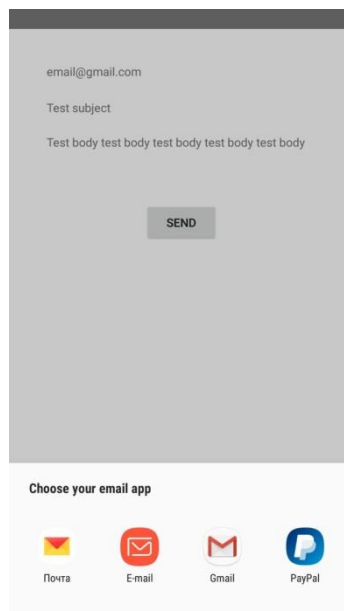 email@gmail.com
Test subject
Test body test body test body test body test body
SEND
Choose your email app
Почта
E-mail
Gmail
PayPal